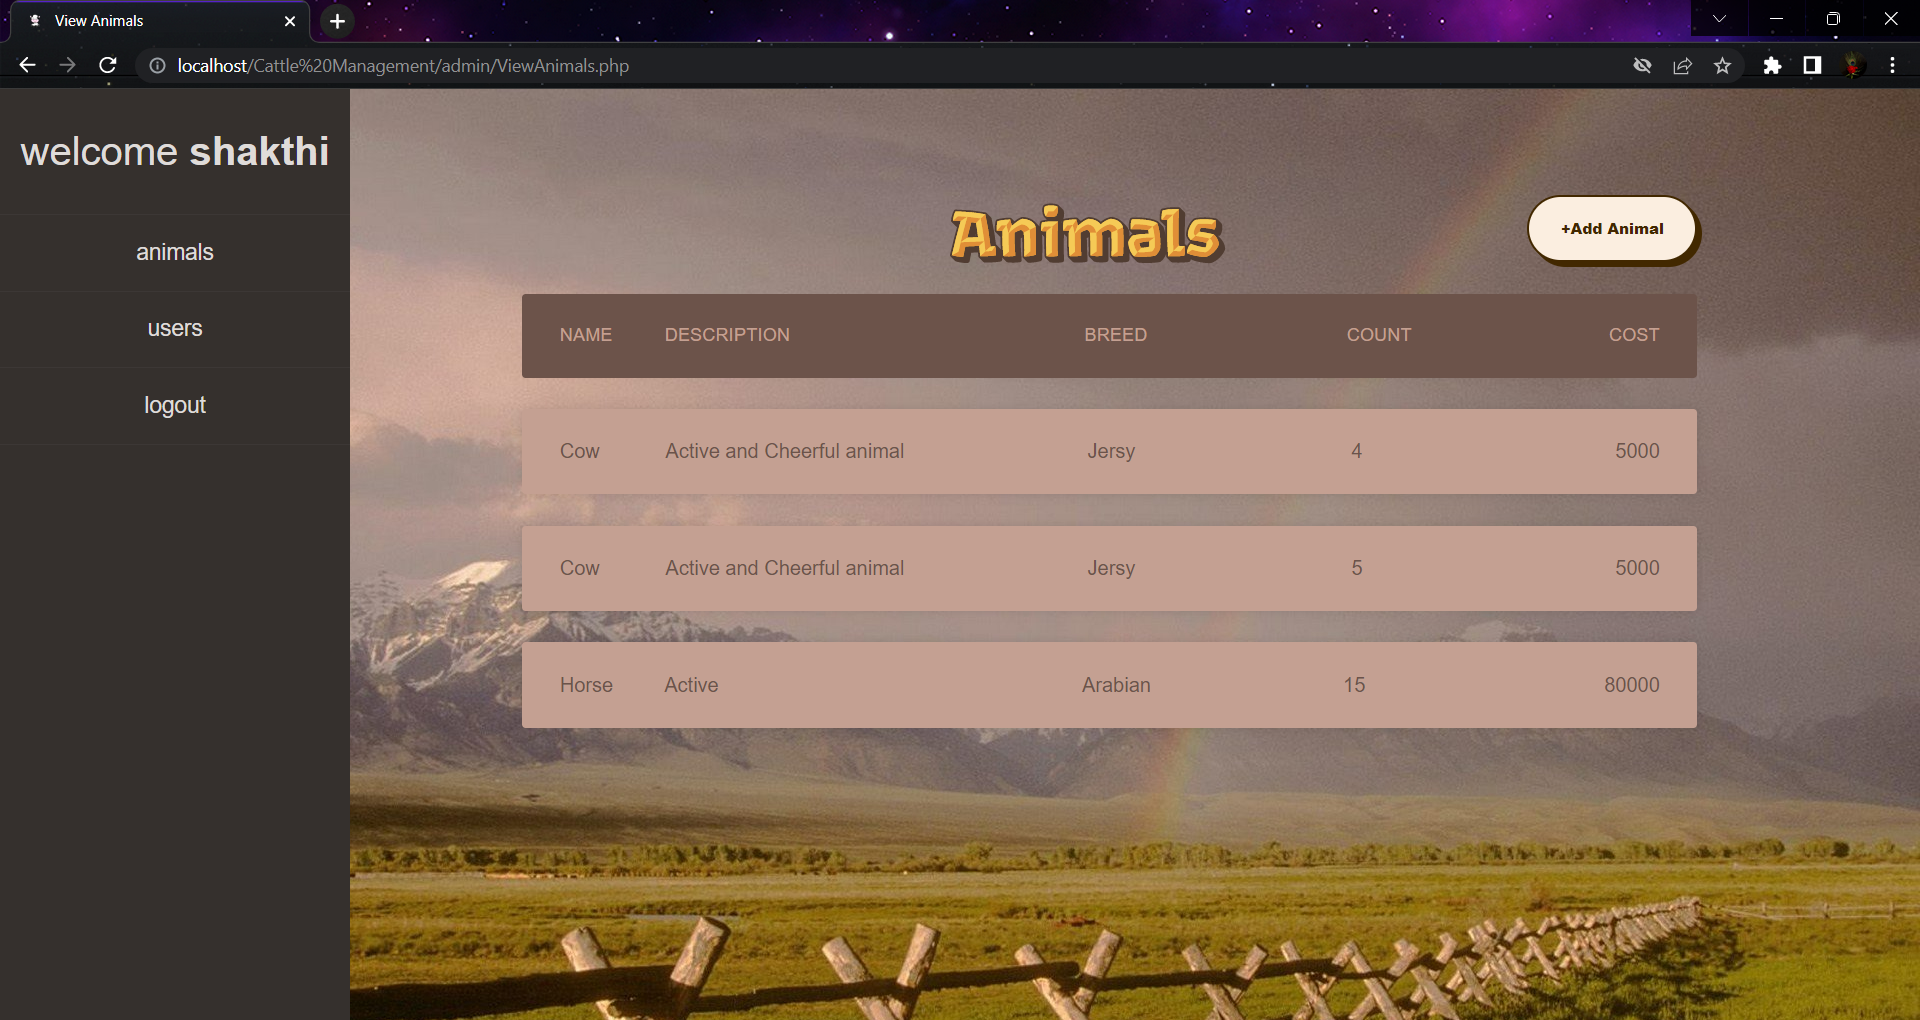 View Animals
localhost/Cattle%20Management/admin/ViewAnimals.php
welcome shakthi
animals
users
logout
Animals
+Add Animal
NAME DESCRIPTION BREED COUNT COST
Cow Active and Cheerful animal Jersy 4 5000
Cow Active and Cheerful animal Jersy 5 5000
Horse Active Arabian 15 80000